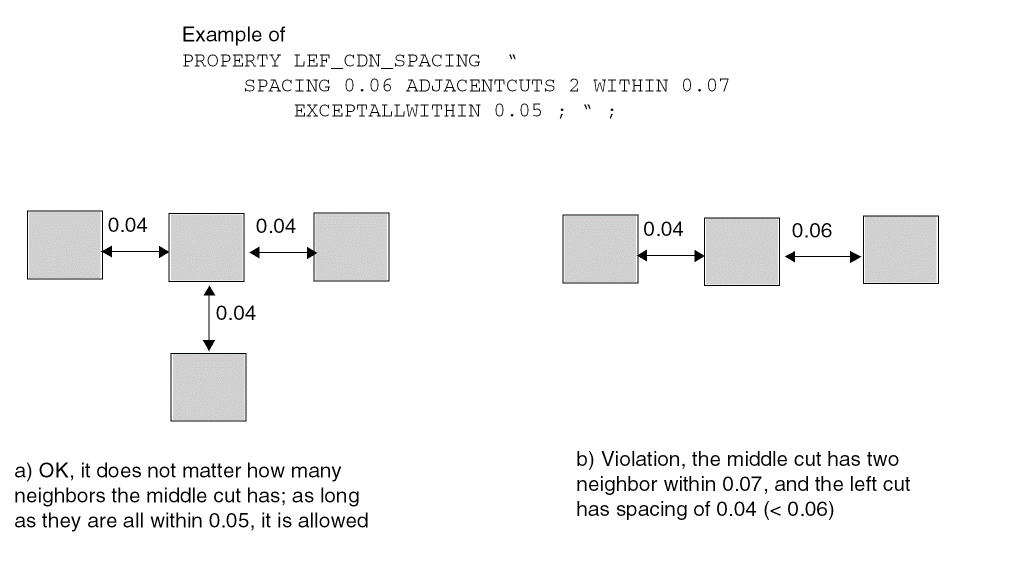 Example of
PROPERTY LEF_CDN_SPACING “
SPACING 0.06 ADJACENTCUTS 2 WITHIN 0.07
EXCEPTALLWITHIN 0.05 ; “ ;
0.04
0.04
0.04
0.04
0.06
a) OK, it does not matter how many
neighbors the middle cut has; as long
as they are all within 0.05, it is allowed
b) Violation, the middle cut has two
neighbor within 0.07, and the left cut
has spacing of 0.04 (< 0.06)